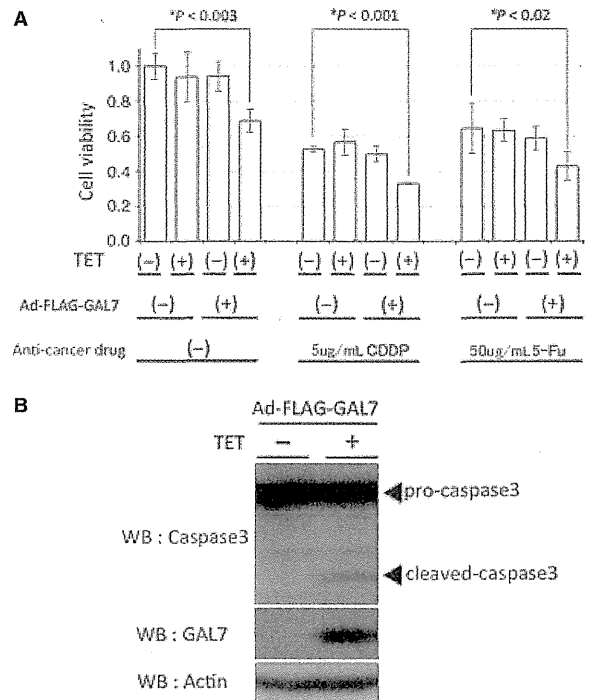 A
*P < 0.003 *P < 0.001 *P < 0.02
Cell viability
1.0
0.8
0.6
0.4
0.2
0.0
TET (−) (+) (−) (+) (−) (+) (−) (+) (−) (+) (−) (+)
Ad-FLAG-GAL7 (−) (+) (−) (+) (−) (+)
Anti-cancer drug (−) 5ug/mL CDDP 50ug/mL 5-Fu
B
Ad-FLAG-GAL7
TET − +
pro-caspase3
WB : Caspase3
cleaved-caspase3
WB : GAL7
WB : Actin